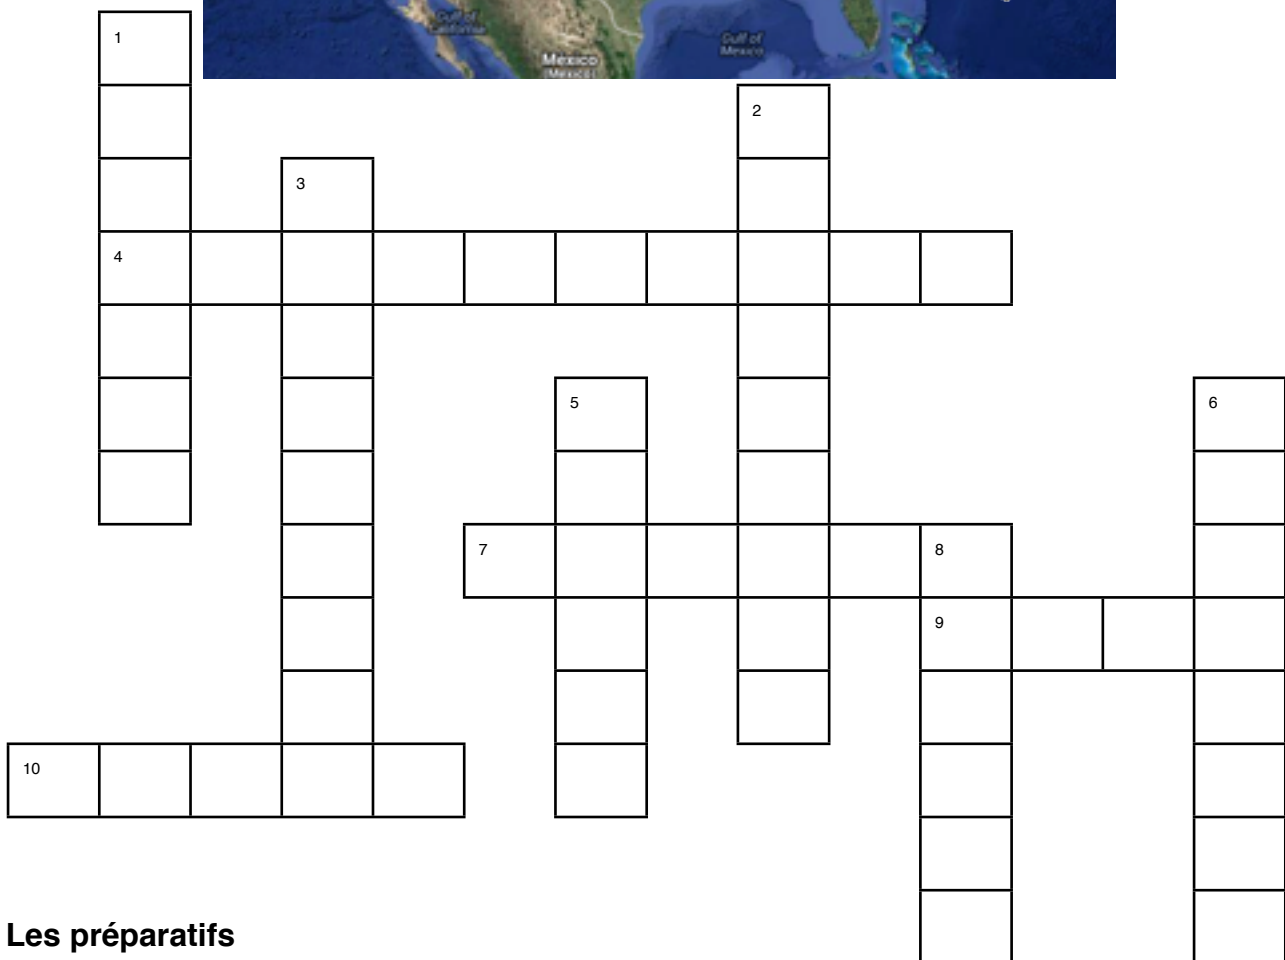 Gulf of
California
México
(Mexico)
Gulf of
Mexico
1
2
3
4
5
6
7
8
9
10
Les préparatifs